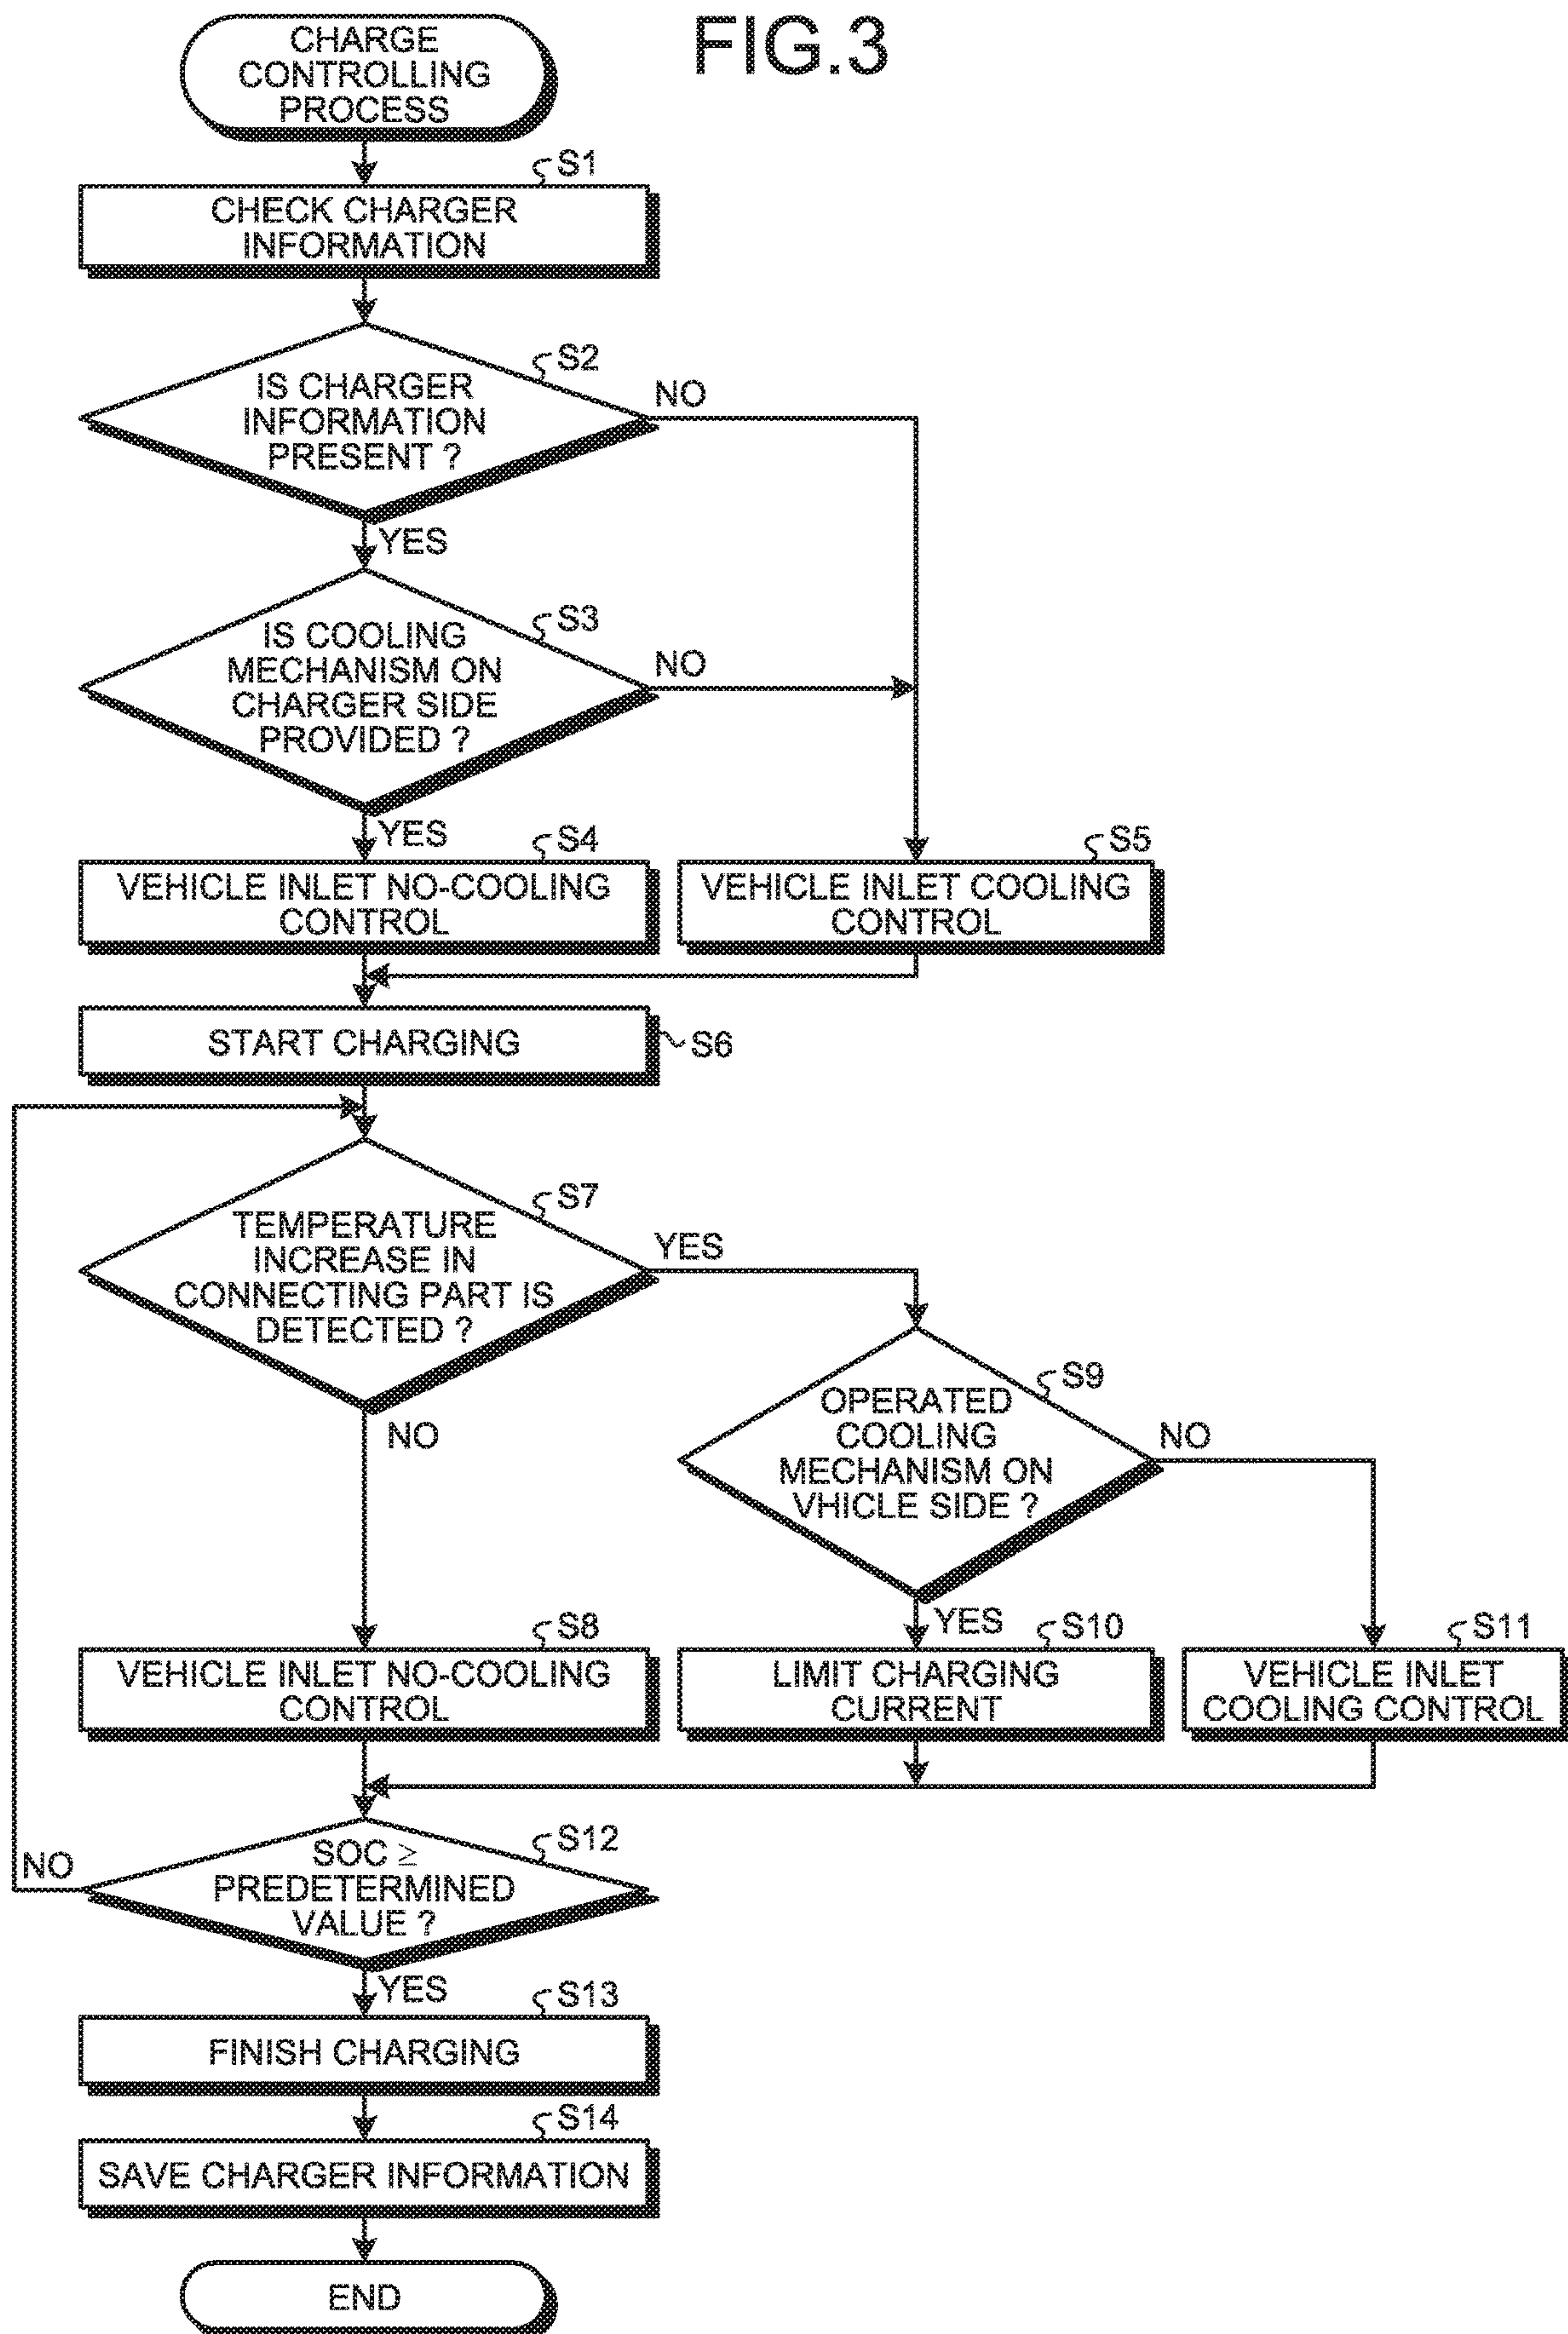 FIG.3
CHARGE
CONTROLLING
PROCESS
S1
CHECK CHARGER
INFORMATION
S2
IS CHARGER
INFORMATION
PRESENT ?
NO
YES
S3
IS COOLING
MECHANISM ON
CHARGER SIDE
PROVIDED ?
NO
YES
S4
VEHICLE INLET NO-COOLING
CONTROL
S5
VEHICLE INLET COOLING
CONTROL
START CHARGING
S6
S7
TEMPERATURE
INCREASE IN
CONNECTING PART IS
DETECTED ?
YES
NO
S9
OPERATED
COOLING
MECHANISM ON
VHICLE SIDE ?
NO
YES
S8
VEHICLE INLET NO-COOLING
CONTROL
S10
LIMIT CHARGING
CURRENT
S11
VEHICLE INLET
COOLING CONTROL
S12
SOC ≥
PREDETERMINED
VALUE ?
NO
YES
S13
FINISH CHARGING
S14
SAVE CHARGER INFORMATION
END